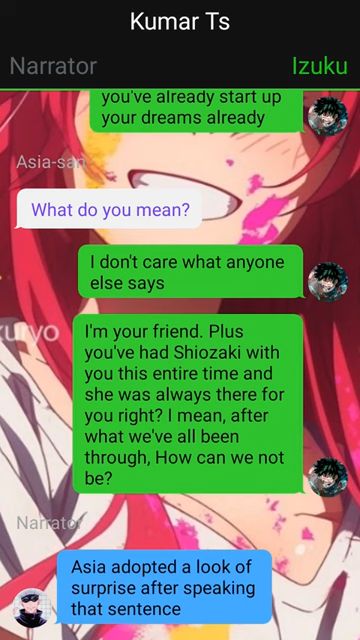 Kumar Ts
Narrator Izuku
you've already start up
your dreams already
Asia-san
What do you mean?
I don't care what anyone
else says
kuryo
I'm your friend. Plus
you've had Shiozaki with
you this entire time and
she was always there for
you right? I mean, after
what we've all been
through, How can we not
be?
Narrator
Asia adopted a look of
surprise after speaking
that sentence